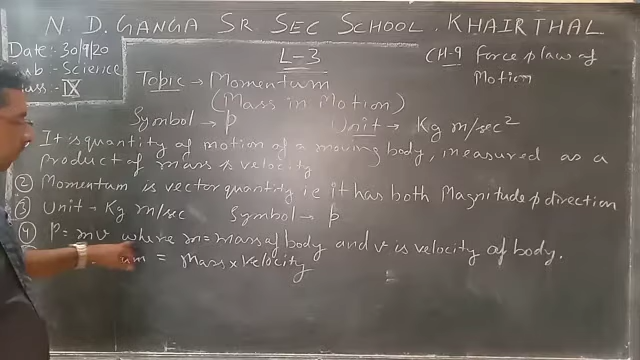 N. D. GANGA SR. SEC SCHOOL. KHAIRTHAL
Date: 30/9/20
Sub.- Science
Class:- IX
L-3
CH-9 Force & law of
Motion
Topic → Momentum
(Mass in Motion)
Symbol → p
Unit → Kg m/sec²
It is quantity of motion of a moving body, measured as a
product of mass & velocity
② Momentum is vector quantity i.e it has both Magnitude & direction
③ Unit - Kg m/sec Symbol → p
④ P = mv where m = mass of body and v is velocity of body.
um = Mass x Velocity